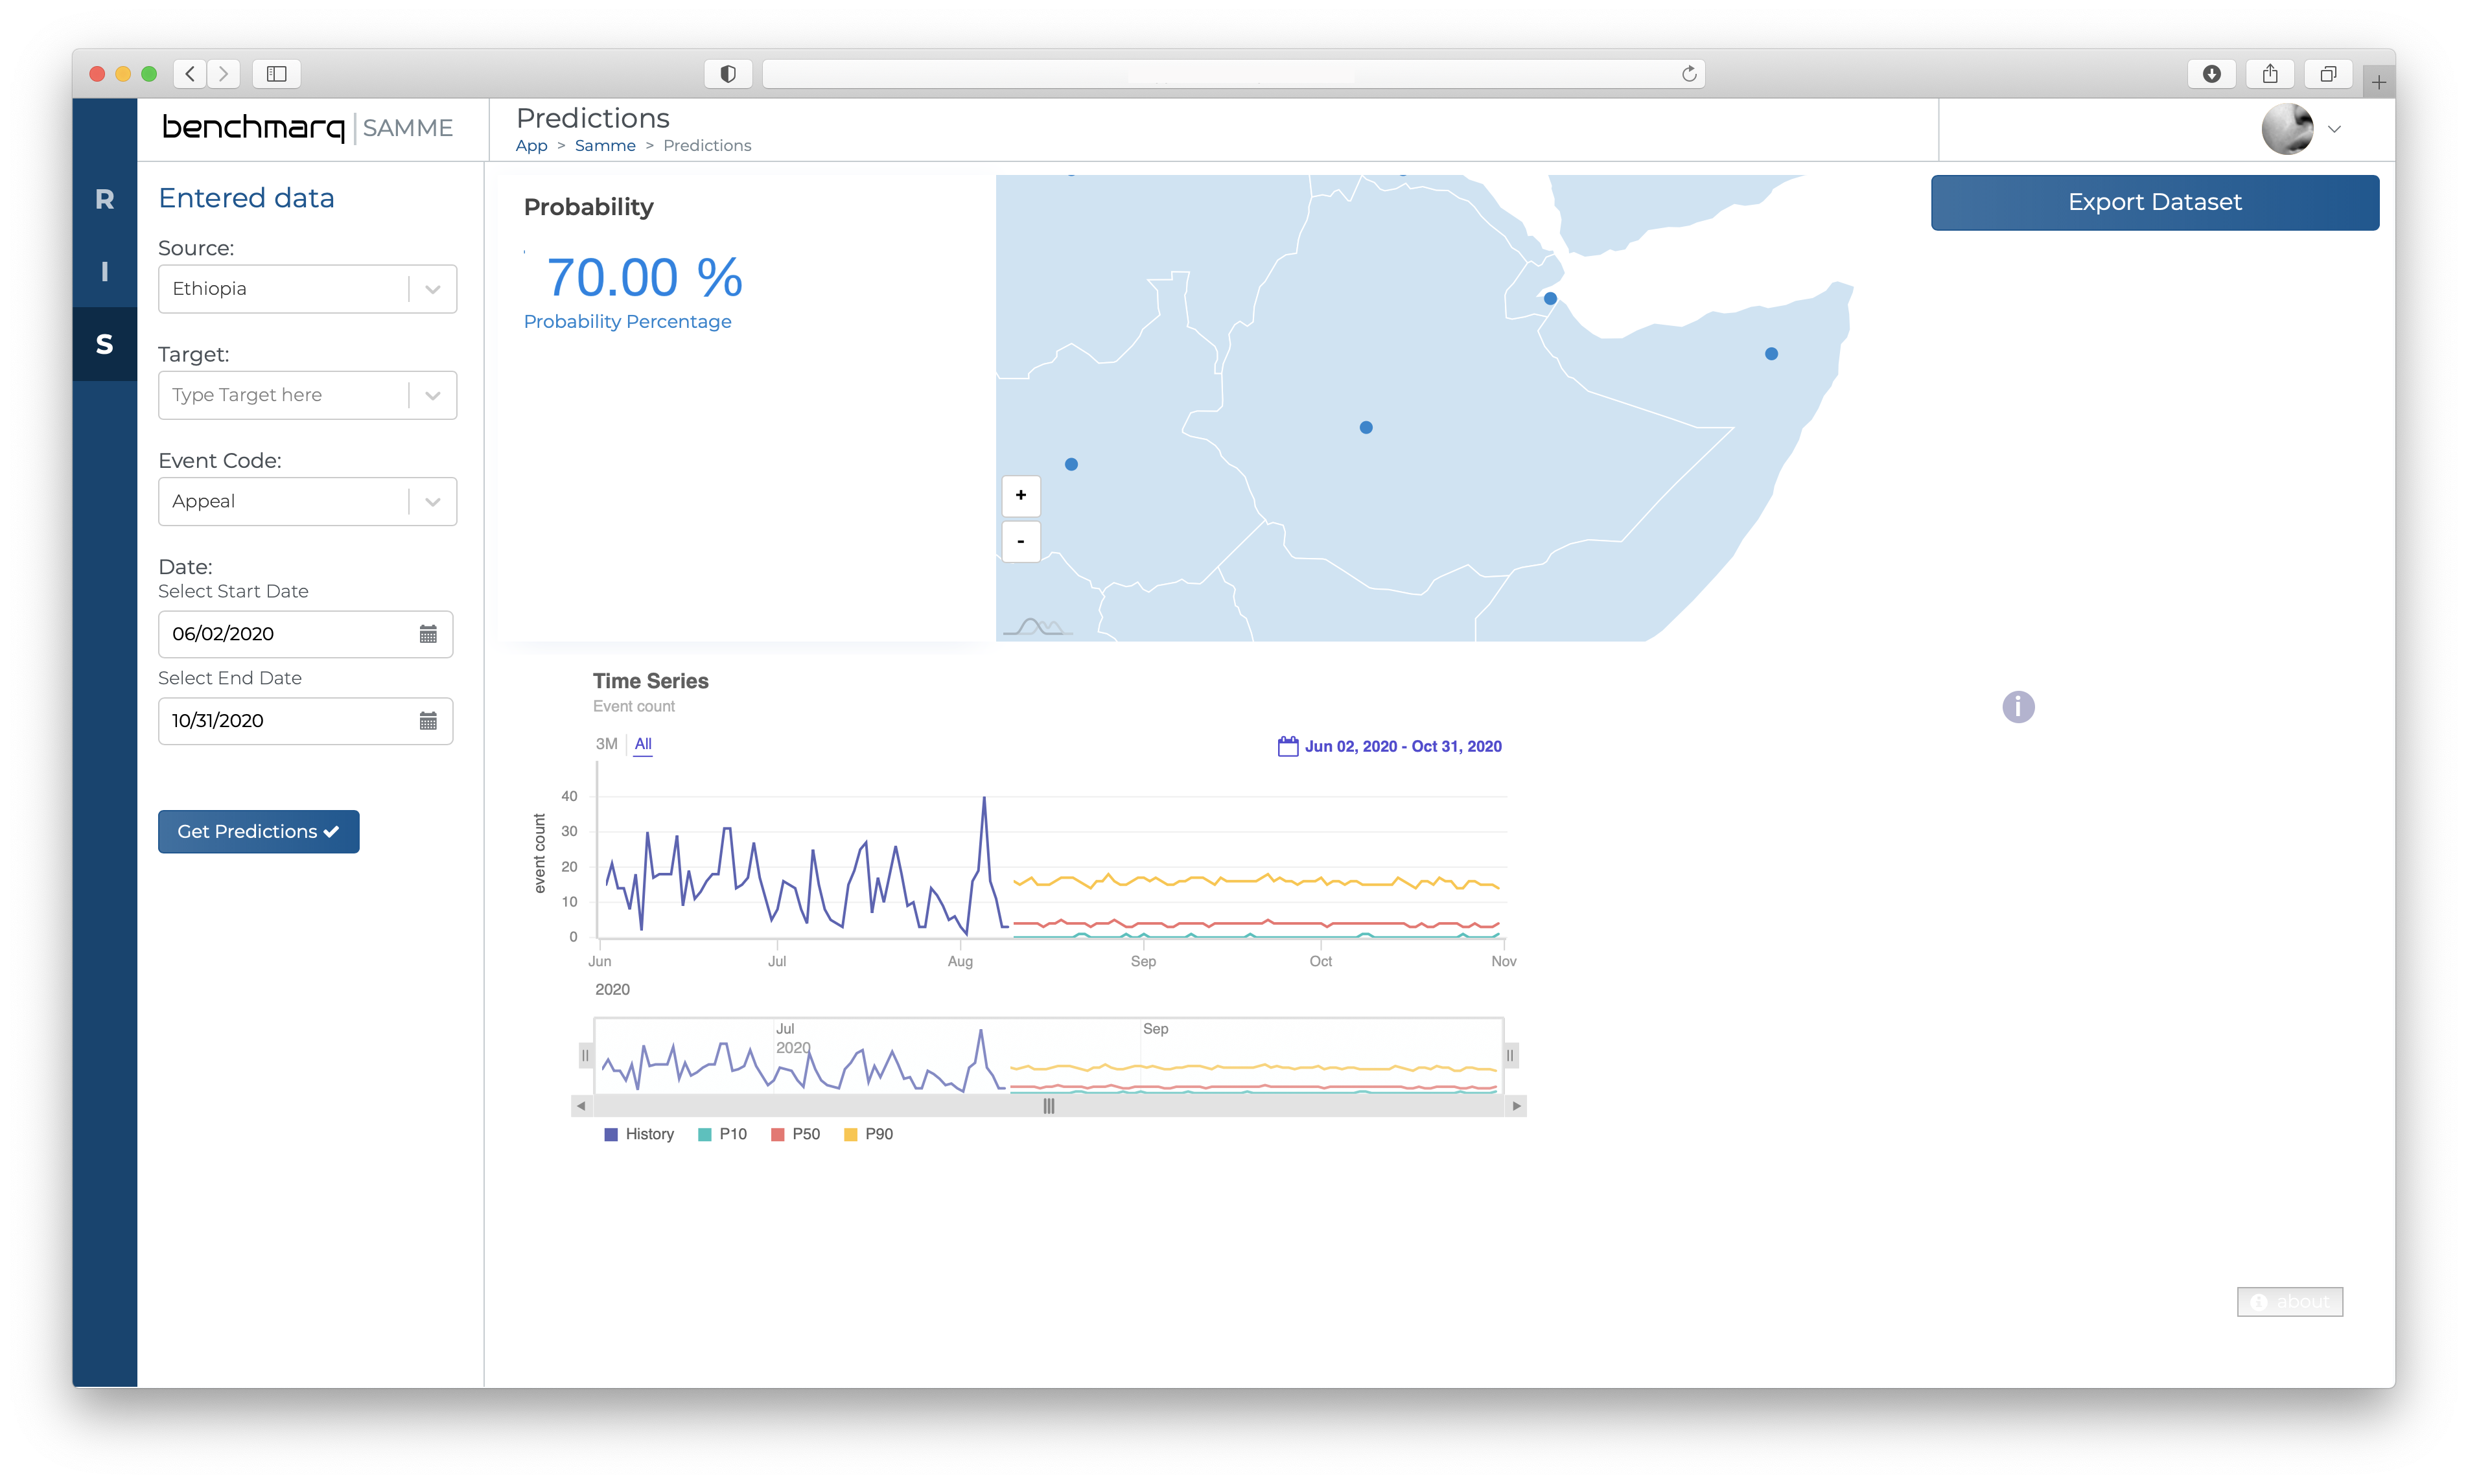 benchmarq | SAMME
Predictions
App > Samme > Predictions
R
I
S
Entered data
Source:
Ethiopia
Target:
Type Target here
Event Code:
Appeal
Date:
Select Start Date
06/02/2020
Select End Date
10/31/2020
Get Predictions
Probability
70.00 %
Probability Percentage
+
-
Export Dataset
Time Series
Event count
3M All
Jun 02, 2020 - Oct 31, 2020
i
event count
40
30
20
10
0
Jun Jul Aug Sep Oct Nov
2020
Jul Sep
2020
History P10 P50 P90
i about